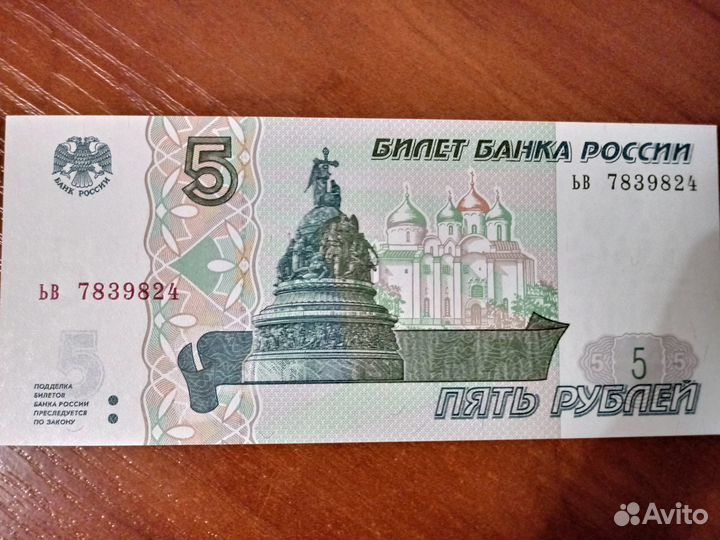 5
БИЛЕТ БАНКА РОССИИ
БАНК РОССИИ
ЬВ 7839824
ЬВ 7839824
5
ПОДДЕЛКА
БИЛЕТОВ
БАНКА РОССИИ
ПРЕСЛЕДУЕТСЯ
ПО ЗАКОНУ
5 5 5
ПЯТЬ РУБЛЕЙ
Avito